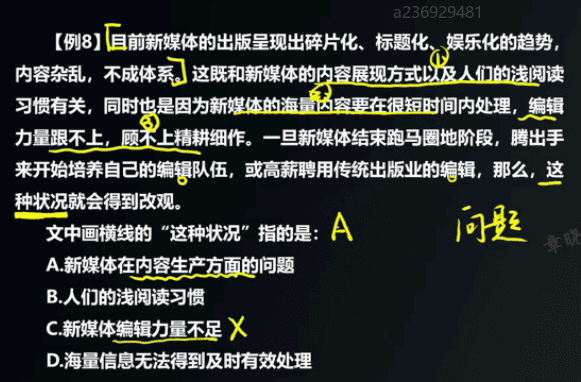 a236929481
【例8】目前新媒体的出版呈现出碎片化、标题化、娱乐化的趋势，
内容杂乱，不成体系。这既和新媒体的内容展现方式以及人们的浅阅读
习惯有关，同时也是因为新媒体的海量内容要在很短时间内处理，编辑
力量跟不上，顾不上精耕细作。一旦新媒体结束跑马圈地阶段，腾出手
来开始培养自己的编辑队伍，或高薪聘用传统出版业的编辑，那么，这
种状况就会得到改观。
文中画横线的“这种状况”指的是： A 问题
A.新媒体在内容生产方面的问题
B.人们的浅阅读习惯
C.新媒体编辑力量不足 X
D.海量信息无法得到及时有效处理